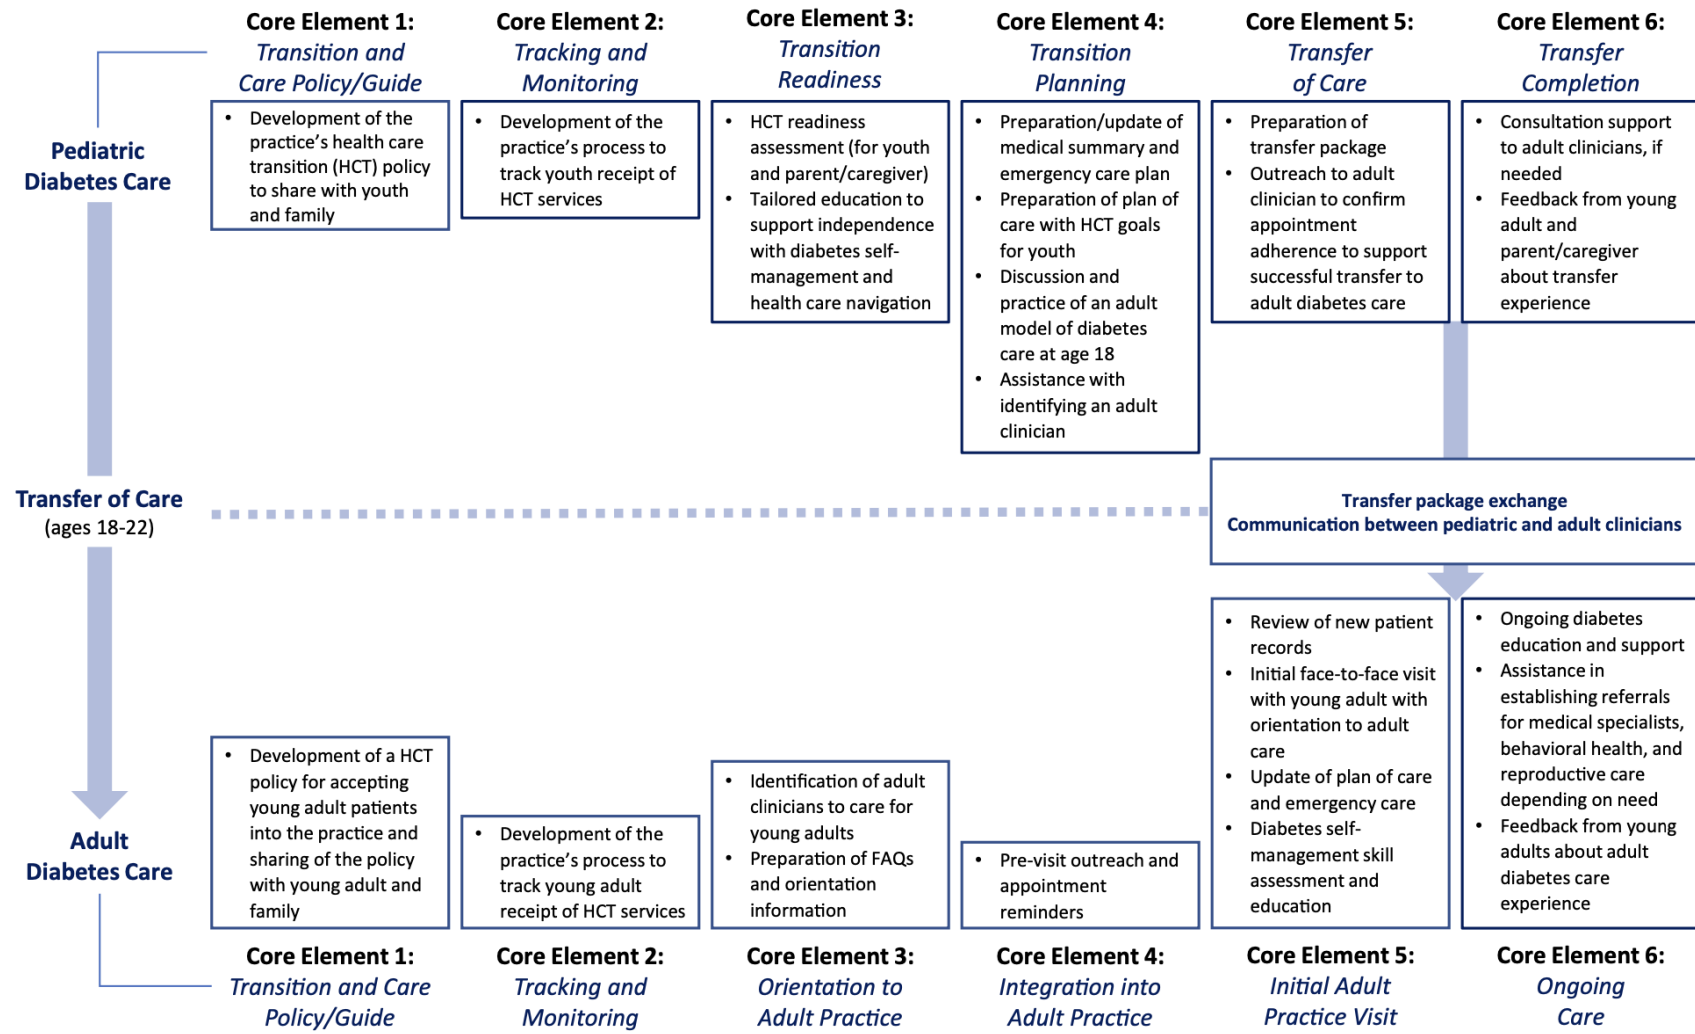 Core Element 1:
Transition and
Care Policy/Guide
Core Element 2:
Tracking and
Monitoring
Core Element 3:
Transition
Readiness
Core Element 4:
Transition
Planning
Core Element 5:
Transfer
of Care
Core Element 6:
Transfer
Completion
Pediatric
Diabetes Care
• Development of the
practice's health care
transition (HCT) policy
to share with youth
and family
• Development of the
practice's process to
track youth receipt of
HCT services
• HCT readiness
assessment (for youth
and parent/caregiver)
• Tailored education to
support independence
with diabetes self-
management and
health care navigation
• Preparation/update of
medical summary and
emergency care plan
• Preparation of plan of
care with HCT goals
for youth
• Discussion and
practice of an adult
model of diabetes
care at age 18
• Assistance with
identifying an adult
clinician
• Preparation of
transfer package
• Outreach to adult
clinician to confirm
appointment
adherence to support
successful transfer to
adult diabetes care
• Consultation support
to adult clinicians, if
needed
• Feedback from young
adult and
parent/caregiver
about transfer
experience
Transfer of Care
(ages 18-22)
Transfer package exchange
Communication between pediatric and adult clinicians
Adult
Diabetes Care
• Development of a HCT
policy for accepting
young adult patients
into the practice and
sharing of the policy
with young adult and
family
• Development of the
practice's process to
track young adult
receipt of HCT services
• Identification of adult
clinicians to care for
young adults
• Preparation of FAQs
and orientation
information
• Pre-visit outreach and
appointment
reminders
• Review of new patient
records
• Initial face-to-face visit
with young adult with
orientation to adult
care
• Update of plan of care
and emergency care
• Diabetes self-
management skill
assessment and
education
• Ongoing diabetes
education and support
• Assistance in
establishing referrals
for medical specialists,
behavioral health, and
reproductive care
depending on need
• Feedback from young
adults about adult
diabetes care
experience
Core Element 1:
Transition and Care
Policy/Guide
Core Element 2:
Tracking and
Monitoring
Core Element 3:
Orientation to
Adult Practice
Core Element 4:
Integration into
Adult Practice
Core Element 5:
Initial Adult
Practice Visit
Core Element 6:
Ongoing
Care